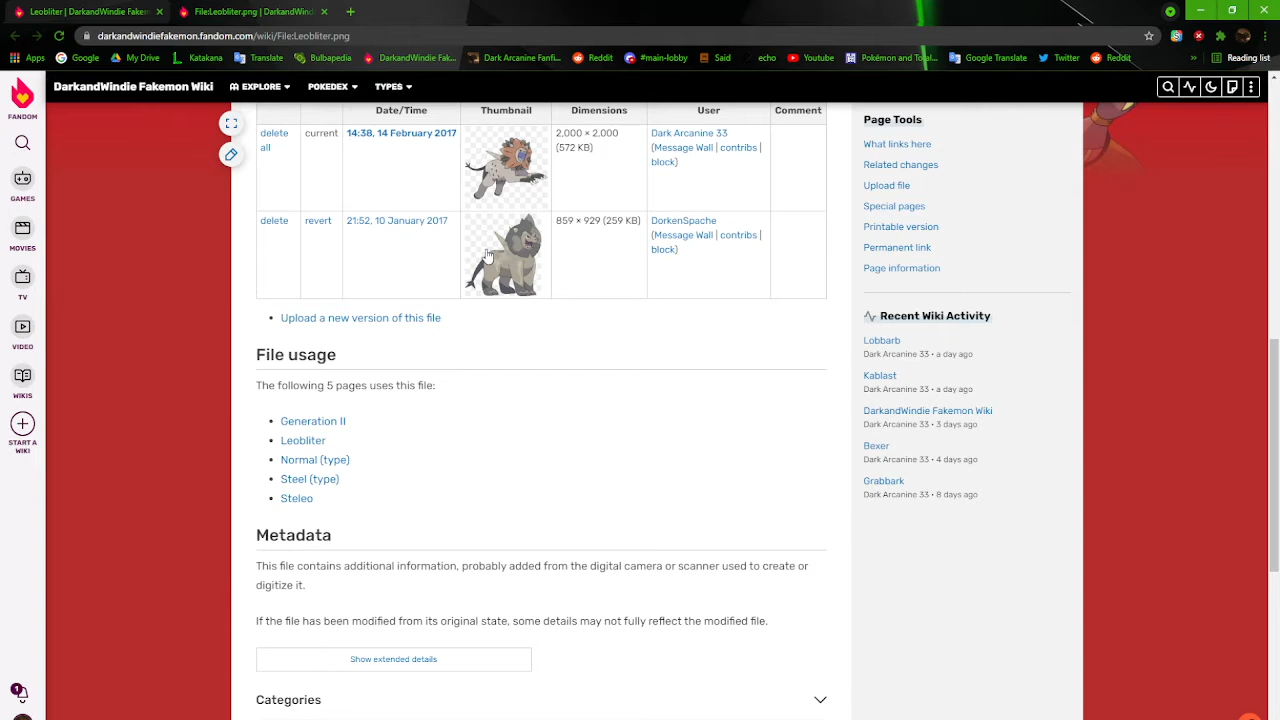 Leobliter | DarkandWindie Fakem
File:Leobliter.png | DarkandWind
darkwindiefakemon.fandom.com/wiki/File:Leobliter.png
Apps Google My Drive Katakana Translate Bulbapedia DarkandWindie Fak... Dark Arcanine Fanfi... Reddit #main-lobby Said echo Youtube Pokémon and Total... Google Translate Twitter Reddit » Reading list
FANDOM
GAMES
MOVIES
TV
VIDEO
WIKIS
START A
WIKI
1
DarkandWindie Fakemon Wiki EXPLORE POKEDEX TYPES
Date/Time Thumbnail Dimensions User Comment
delete all current 14:38, 14 February 2017 2,000 × 2,000 (572 KB) Dark Arcanine 33 (Message Wall | contribs | block)
delete revert 21:52, 10 January 2017 859 × 929 (259 KB) DorkenSpache (Message Wall | contribs | block)
Upload a new version of this file
File usage
The following 5 pages uses this file:
Generation II
Leobliter
Normal (type)
Steel (type)
Steleo
Metadata
This file contains additional information, probably added from the digital camera or scanner used to create or
digitize it.
If the file has been modified from its original state, some details may not fully reflect the modified file.
Show extended details
Categories
Page Tools
What links here
Related changes
Upload file
Special pages
Printable version
Permanent link
Page information
Recent Wiki Activity
Lobbarb
Dark Arcanine 33 • a day ago
Kablast
Dark Arcanine 33 • a day ago
DarkandWindie Fakemon Wiki
Dark Arcanine 33 • 3 days ago
Bexer
Dark Arcanine 33 • 4 days ago
Grabbark
Dark Arcanine 33 • 8 days ago